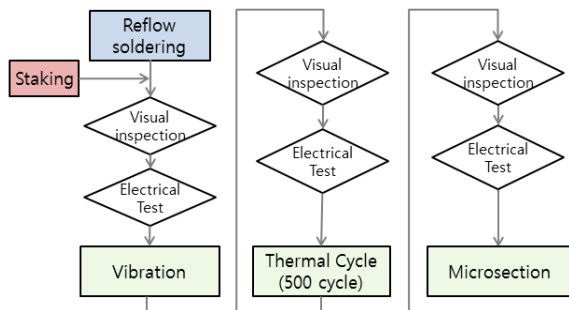 Reflow
soldering
Staking
Visual
inspection
Electrical
Test
Vibration
Visual
inspection
Electrical
Test
Thermal Cycle
(500 cycle)
Visual
inspection
Electrical
Test
Microsection